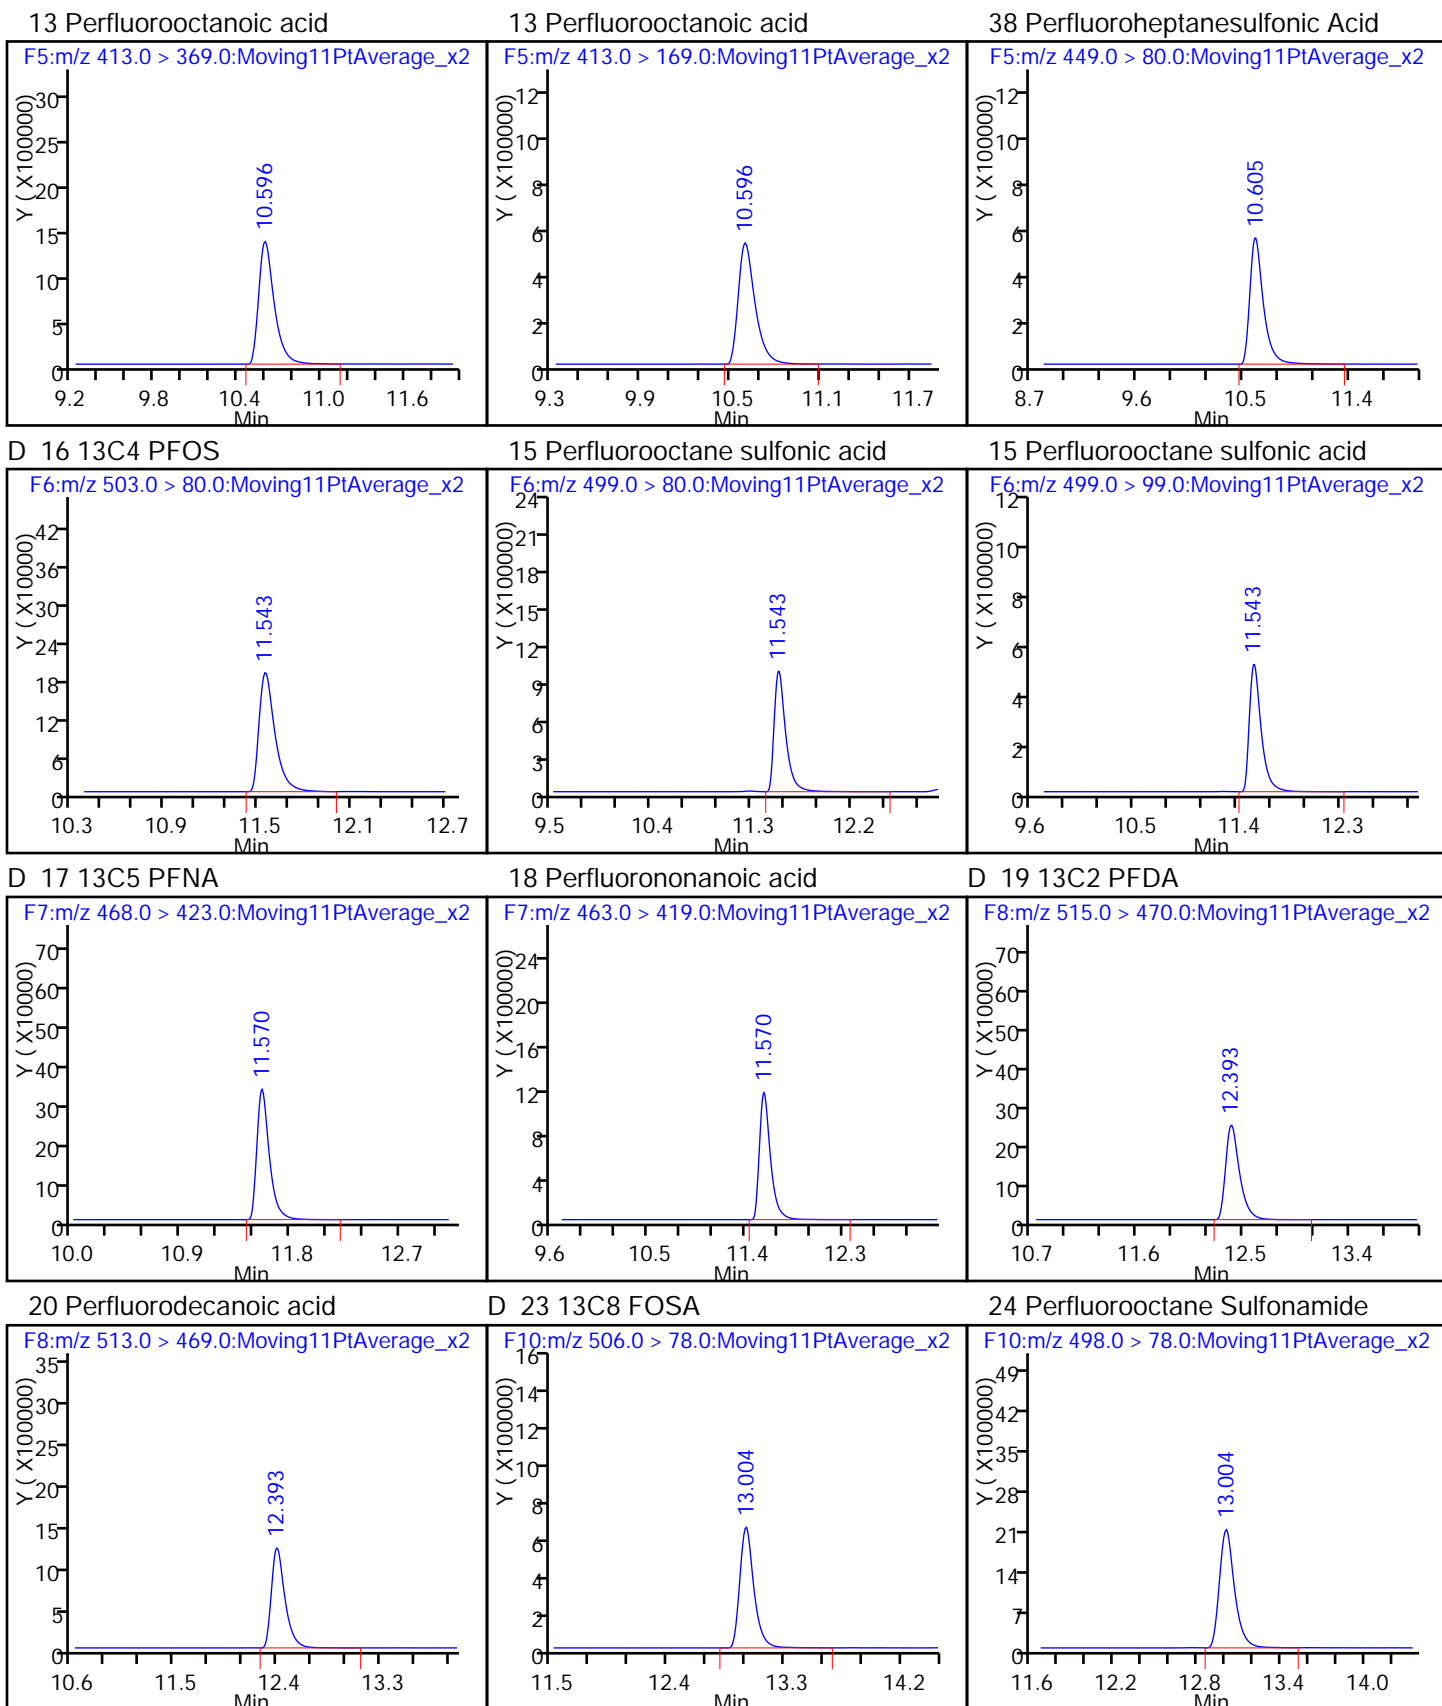 13 Perfluorooctanoic acid
F5:m/z 413.0 > 369.0:Moving11PtAverage_x2
Y ( X100000)
30
25
20
15
10
5
0
10.596
9.2 9.8 10.4 11.0 11.6
Min
13 Perfluorooctanoic acid
F5:m/z 413.0 > 169.0:Moving11PtAverage_x2
Y ( X100000)
12
10
8
6
4
2
0
10.596
9.3 9.9 10.5 11.1 11.7
Min
38 Perfluoroheptanesulfonic Acid
F5:m/z 449.0 > 80.0:Moving11PtAverage_x2
Y ( X100000)
12
10
8
6
4
2
0
10.605
8.7 9.6 10.5 11.4
Min
D 16 13C4 PFOS
F6:m/z 503.0 > 80.0:Moving11PtAverage_x2
Y ( X10000)
42
36
30
24
18
12
6
0
11.543
10.3 10.9 11.5 12.1 12.7
Min
15 Perfluorooctane sulfonic acid
F6:m/z 499.0 > 80.0:Moving11PtAverage_x2
Y ( X100000)
24
21
18
15
12
9
6
3
0
11.543
9.5 10.4 11.3 12.2
Min
15 Perfluorooctane sulfonic acid
F6:m/z 499.0 > 99.0:Moving11PtAverage_x2
Y ( X100000)
12
10
8
6
4
2
0
11.543
9.6 10.5 11.4 12.3
Min
D 17 13C5 PFNA
F7:m/z 468.0 > 423.0:Moving11PtAverage_x2
Y ( X10000)
70
60
50
40
30
20
10
0
11.570
10.0 10.9 11.8 12.7
Min
18 Perfluorononanoic acid
F7:m/z 463.0 > 419.0:Moving11PtAverage_x2
Y ( X100000)
24
20
16
12
8
4
0
11.570
9.6 10.5 11.4 12.3
Min
D 19 13C2 PFDA
F8:m/z 515.0 > 470.0:Moving11PtAverage_x2
Y ( X10000)
70
60
50
40
30
20
10
0
12.393
10.7 11.6 12.5 13.4
Min
20 Perfluorodecanoic acid
F8:m/z 513.0 > 469.0:Moving11PtAverage_x2
Y ( X100000)
35
30
25
20
15
10
5
0
12.393
10.6 11.5 12.4 13.3
Min
D 23 13C8 FOSA
F10:m/z 506.0 > 78.0:Moving11PtAverage_x2
Y ( X100000)
16
14
12
10
8
6
4
2
0
13.004
11.5 12.4 13.3 14.2
Min
24 Perfluorooctane Sulfonamide
F10:m/z 498.0 > 78.0:Moving11PtAverage_x2
Y ( X100000)
49
42
35
28
21
14
7
0
13.004
11.6 12.2 12.8 13.4 14.0
Min